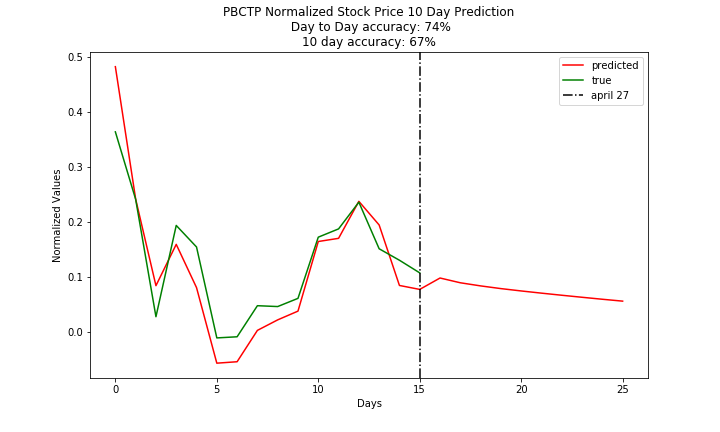 PBCTP Normalized Stock Price 10 Day Prediction
Day to Day accuracy: 74%
10 day accuracy: 67%
predicted
true
april 27
0.5
0.4
0.3
0.2
0.1
0.0
Normalized Values
0 5 10 15 20 25
Days